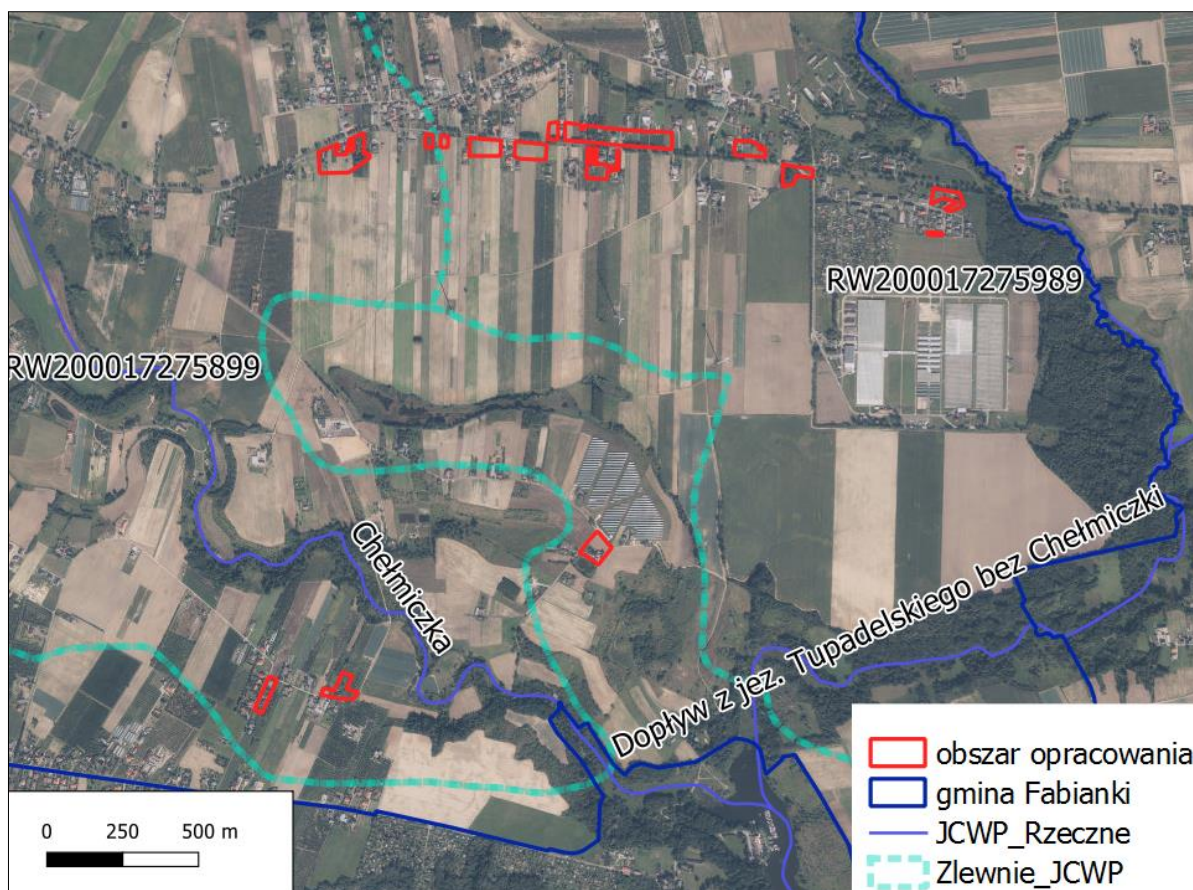 RW200017275989
RW200017275899
Chełmiczka
Dopływ z jez. Tupadelskiego bez Chełmiczki
obszar opracowania
gmina Fabianki
JCWP_Rzeczne
Zlewnie_JCWP
0 250 500 m